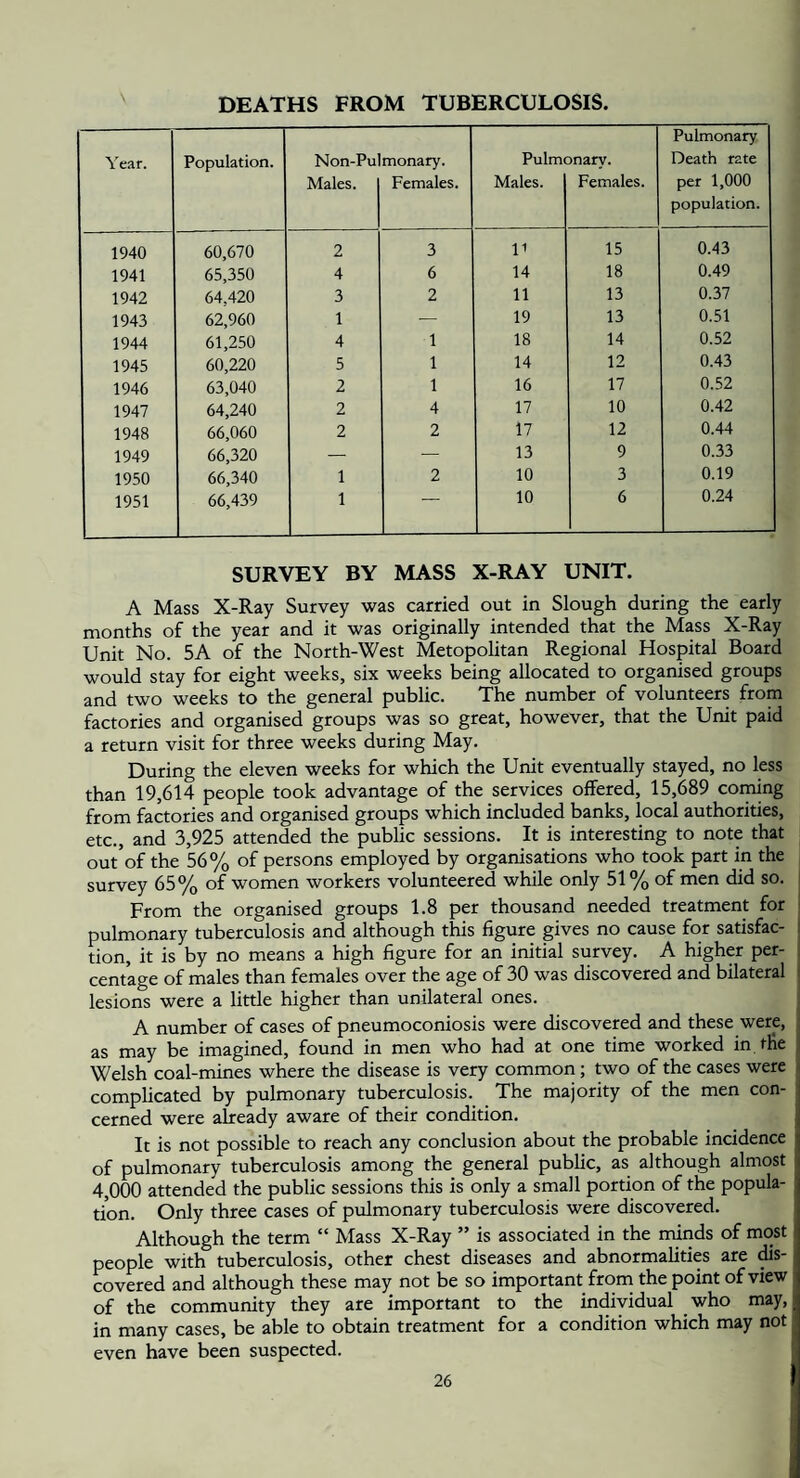 DEATHS FROM TUBERCULOSIS.
Year. Population. Non-Pulmonary. Pulmonary. Pulmonary Death rate per 1,000 population.
Males. Females. Males. Females.
1940 60,670 2 3 11 15 0.43
1941 65,350 4 6 14 18 0.49
1942 64,420 3 2 11 13 0.37
1943 62,960 1 — 19 13 0.51
1944 61,250 4 1 18 14 0.52
1945 60,220 5 1 14 12 0.43
1946 63,040 2 1 16 17 0.52
1947 64,240 2 4 17 10 0.42
1948 66,060 2 2 17 12 0.44
1949 66,320 — — 13 9 0.33
1950 66,340 1 2 10 3 0.19
1951 66,439 1 — 10 6 0.24
SURVEY BY MASS X-RAY UNIT.
A Mass X-Ray Survey was carried out in Slough during the early
months of the year and it was originally intended that the Mass X-Ray
Unit No. 5A of the North-West Metopolitan Regional Hospital Board
would stay for eight weeks, six weeks being allocated to organised groups
and two weeks to the general public. The number of volunteers from
factories and organised groups was so great, however, that the Unit paid
a return visit for three weeks during May.
During the eleven weeks for which the Unit eventually stayed, no less
than 19,614 people took advantage of the services offered, 15,689 coming
from factories and organised groups which included banks, local authorities,
etc., and 3,925 attended the public sessions. It is interesting to note that
out of the 56% of persons employed by organisations who took part in the
survey 65% of women workers volunteered while only 51% of men did so.
From the organised groups 1.8 per thousand needed treatment for
pulmonary tuberculosis and although this figure gives no cause for satisfac-
tion, it is by no means a high figure for an initial survey. A higher per-
centage of males than females over the age of 30 was discovered and bilateral
lesions were a little higher than unilateral ones.
A number of cases of pneumoconiosis were discovered and these were,
as may be imagined, found in men who had at one time worked in the
Welsh coal-mines where the disease is very common; two of the cases were
complicated by pulmonary tuberculosis. The majority of the men con-
cerned were already aware of their condition.
It is not possible to reach any conclusion about the probable incidence
of pulmonary tuberculosis among the general public, as although almost
4,000 attended the public sessions this is only a small portion of the popula-
tion. Only three cases of pulmonary tuberculosis were discovered.
Although the term “ Mass X-Ray ” is associated in the minds of most
people with tuberculosis, other chest diseases and abnormalities are dis-
covered and although these may not be so important from the point of view
of the community they are important to the individual who may,
in many cases, be able to obtain treatment for a condition which may not
even have been suspected.
26